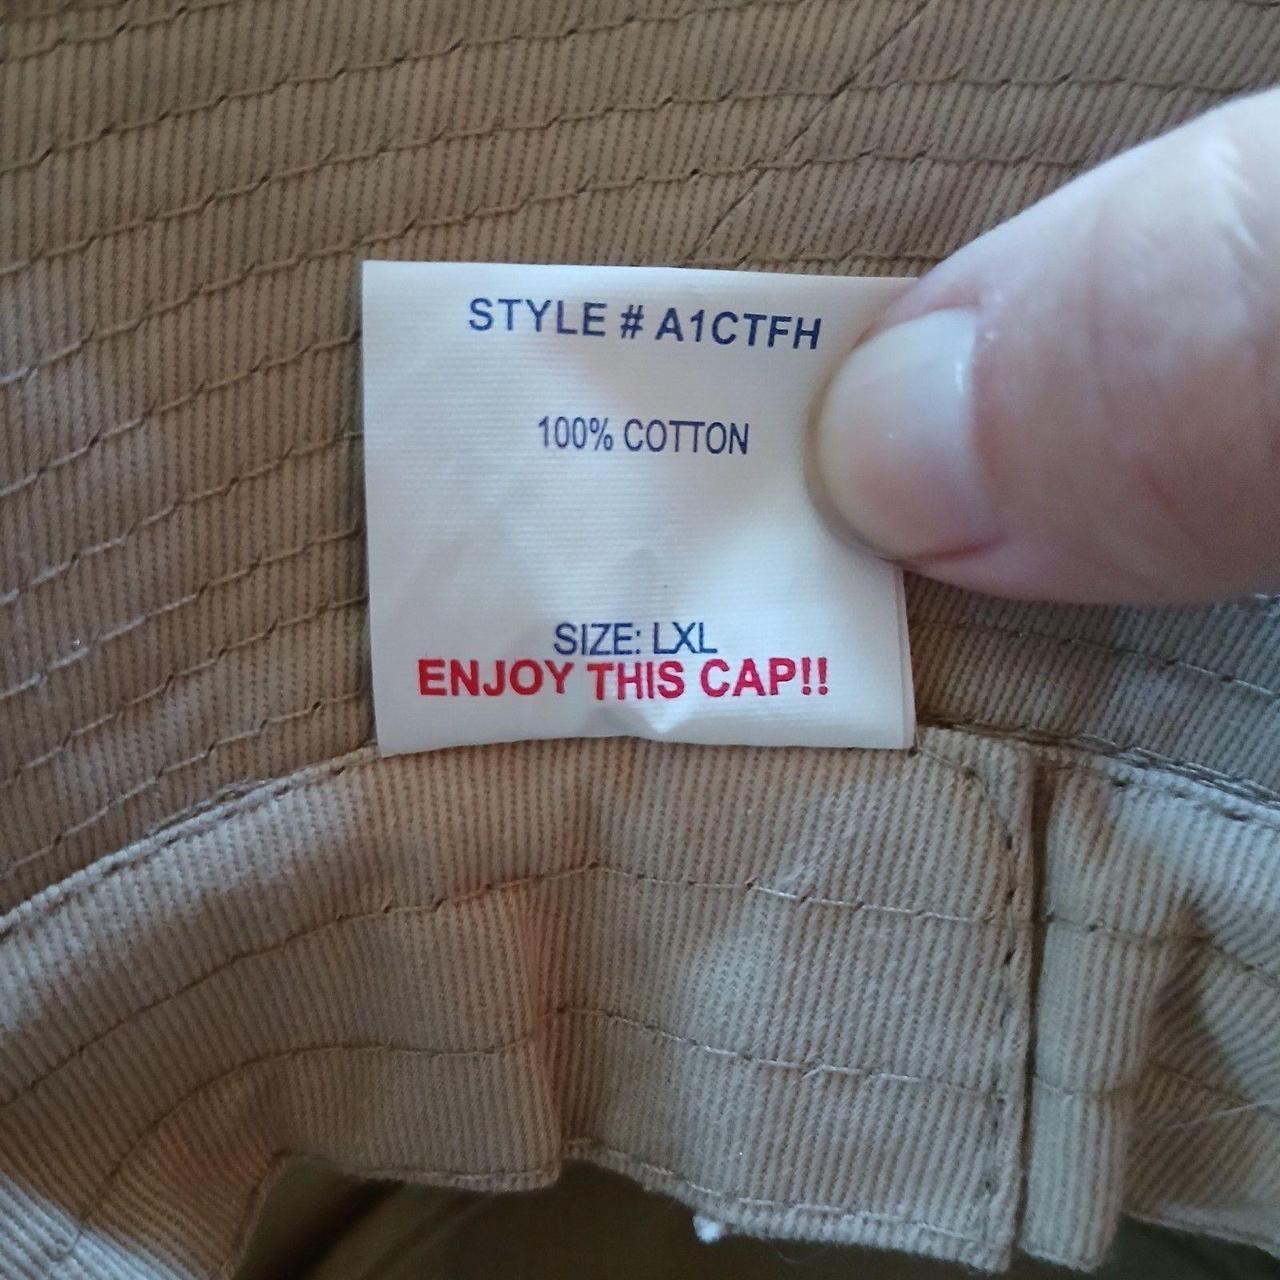 STYLE # A1CTFH
100% COTTON
SIZE: LXL
ENJOY THIS CAP!!